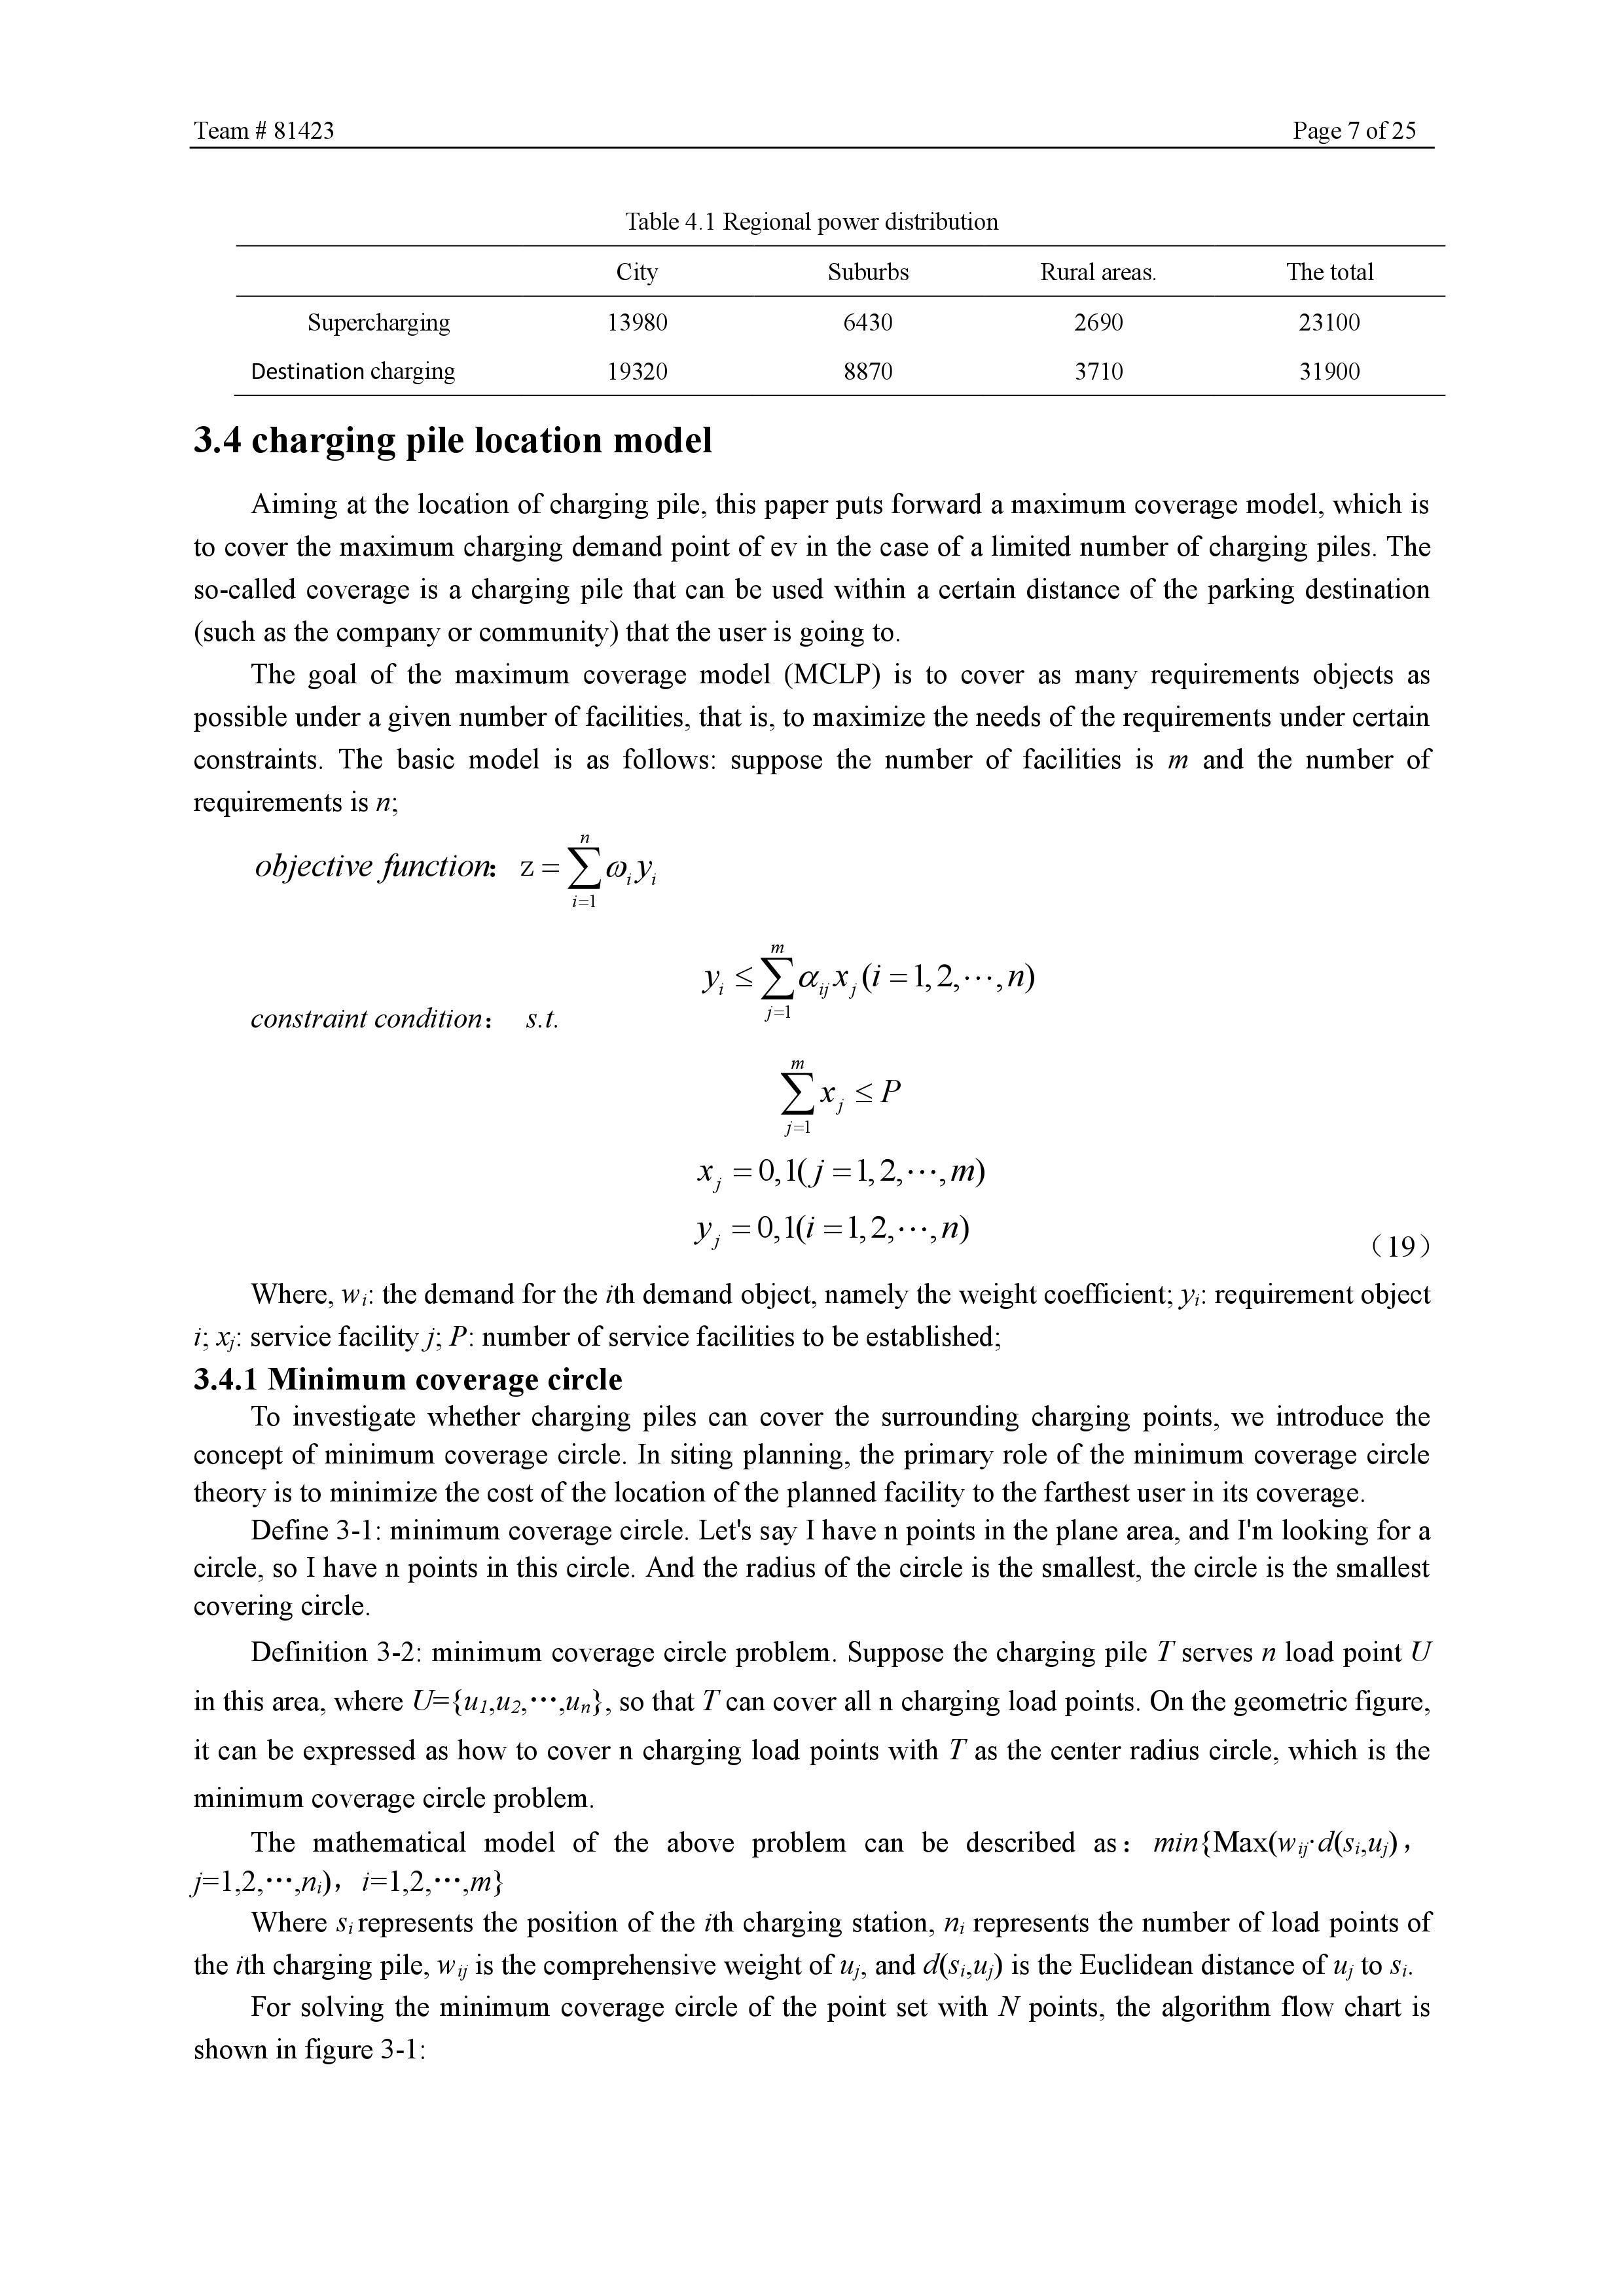 Team # 81423 Page 7 of 25
Table 4.1 Regional power distribution
City Suburbs Rural areas. The total
Supercharging 13980 6430 2690 23100
Destination charging 19320 8870 3710 31900
3.4 charging pile location model
Aiming at the location of charging pile, this paper puts forward a maximum coverage model, which is
to cover the maximum charging demand point of ev in the case of a limited number of charging piles. The
so-called coverage is a charging pile that can be used within a certain distance of the parking destination
(such as the company or community) that the user is going to.
The goal of the maximum coverage model (MCLP) is to cover as many requirements objects as
possible under a given number of facilities, that is, to maximize the needs of the requirements under certain
constraints. The basic model is as follows: suppose the number of facilities is m and the number of
requirements is n;
objective function: z = ∑_{i=1}^{n} ω_i y_i
y_i ≤ ∑_{j=1}^{m} α_{ij} x_j (i = 1, 2, ⋯, n)
constraint condition: s.t.
∑_{j=1}^{m} x_j ≤ P
x_j = 0, 1( j = 1, 2, ⋯, m)
y_j = 0, 1(i = 1, 2, ⋯, n)
（19）
Where, w_i: the demand for the ith demand object, namely the weight coefficient; y_i: requirement object
i; x_j: service facility j; P: number of service facilities to be established;
3.4.1 Minimum coverage circle
To investigate whether charging piles can cover the surrounding charging points, we introduce the
concept of minimum coverage circle. In siting planning, the primary role of the minimum coverage circle
theory is to minimize the cost of the location of the planned facility to the farthest user in its coverage.
Define 3-1: minimum coverage circle. Let's say I have n points in the plane area, and I'm looking for a
circle, so I have n points in this circle. And the radius of the circle is the smallest, the circle is the smallest
covering circle.
Definition 3-2: minimum coverage circle problem. Suppose the charging pile T serves n load point U
in this area, where U={u_1,u_2,⋯,u_n}, so that T can cover all n charging load points. On the geometric figure,
it can be expressed as how to cover n charging load points with T as the center radius circle, which is the
minimum coverage circle problem.
The mathematical model of the above problem can be described as：min{Max(w_{ij}·d(s_i,u_j)，
j=1,2,⋯,n_i)，i=1,2,⋯,m}
Where s_i represents the position of the ith charging station, n_i represents the number of load points of
the ith charging pile, w_{ij} is the comprehensive weight of u_j, and d(s_i,u_j) is the Euclidean distance of u_j to s_i.
For solving the minimum coverage circle of the point set with N points, the algorithm flow chart is
shown in figure 3-1: